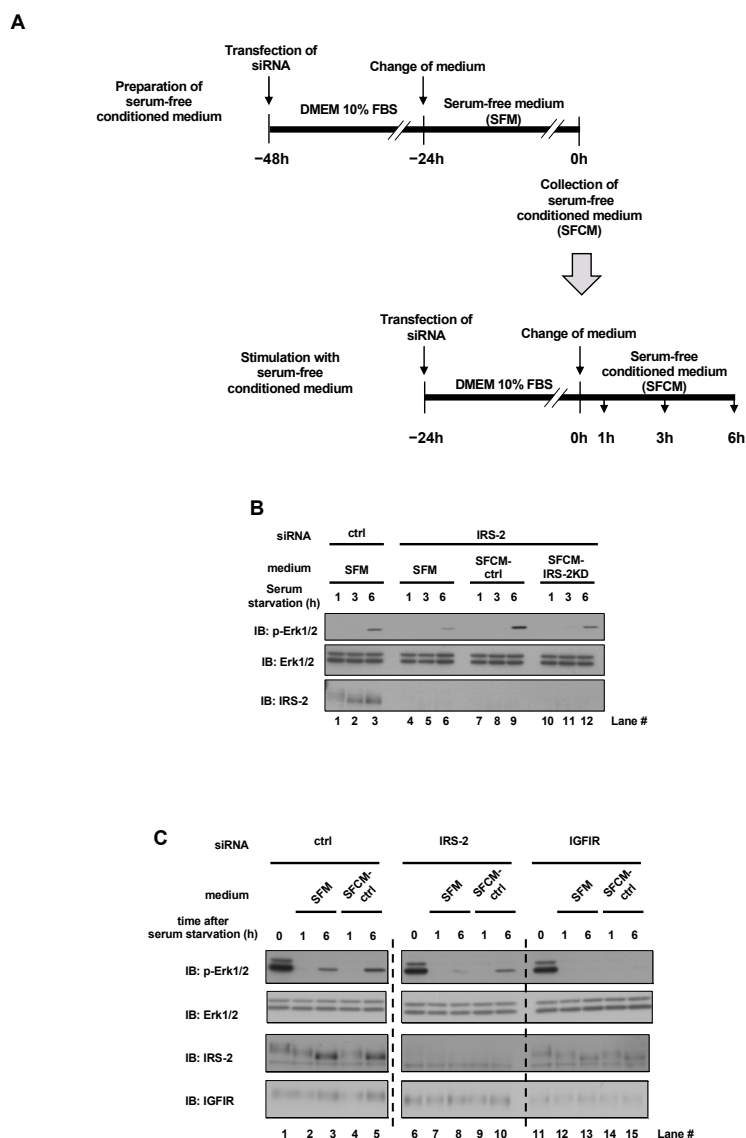 A
Transfection of
siRNA
Change of medium
Preparation of
serum-free
conditioned medium
DMEM 10% FBS
Serum-free medium
(SFM)
−48h
−24h
0h
Collection of
serum-free
conditioned medium
(SFCM)
Transfection of
siRNA
Change of medium
Stimulation with
serum-free
conditioned medium
DMEM 10% FBS
Serum-free
conditioned medium
(SFCM)
−24h
0h 1h 3h 6h
B
siRNA ctrl IRS-2
medium SFM SFM SFCM-ctrl SFCM-IRS-2KD
Serum
starvation (h) 1 3 6 1 3 6 1 3 6 1 3 6
IB: p-Erk1/2
IB: Erk1/2
IB: IRS-2
1 2 3 4 5 6 7 8 9 10 11 12 Lane #
C
siRNA ctrl IRS-2 IGFIR
medium SFM SFCM-ctrl SFM SFCM-ctrl SFM SFCM-ctrl
time after
serum starvation (h) 0 1 6 1 6 0 1 6 1 6 0 1 6 1 6
IB: p-Erk1/2
IB: Erk1/2
IB: IRS-2
IB: IGFIR
1 2 3 4 5 6 7 8 9 10 11 12 13 14 15 Lane #